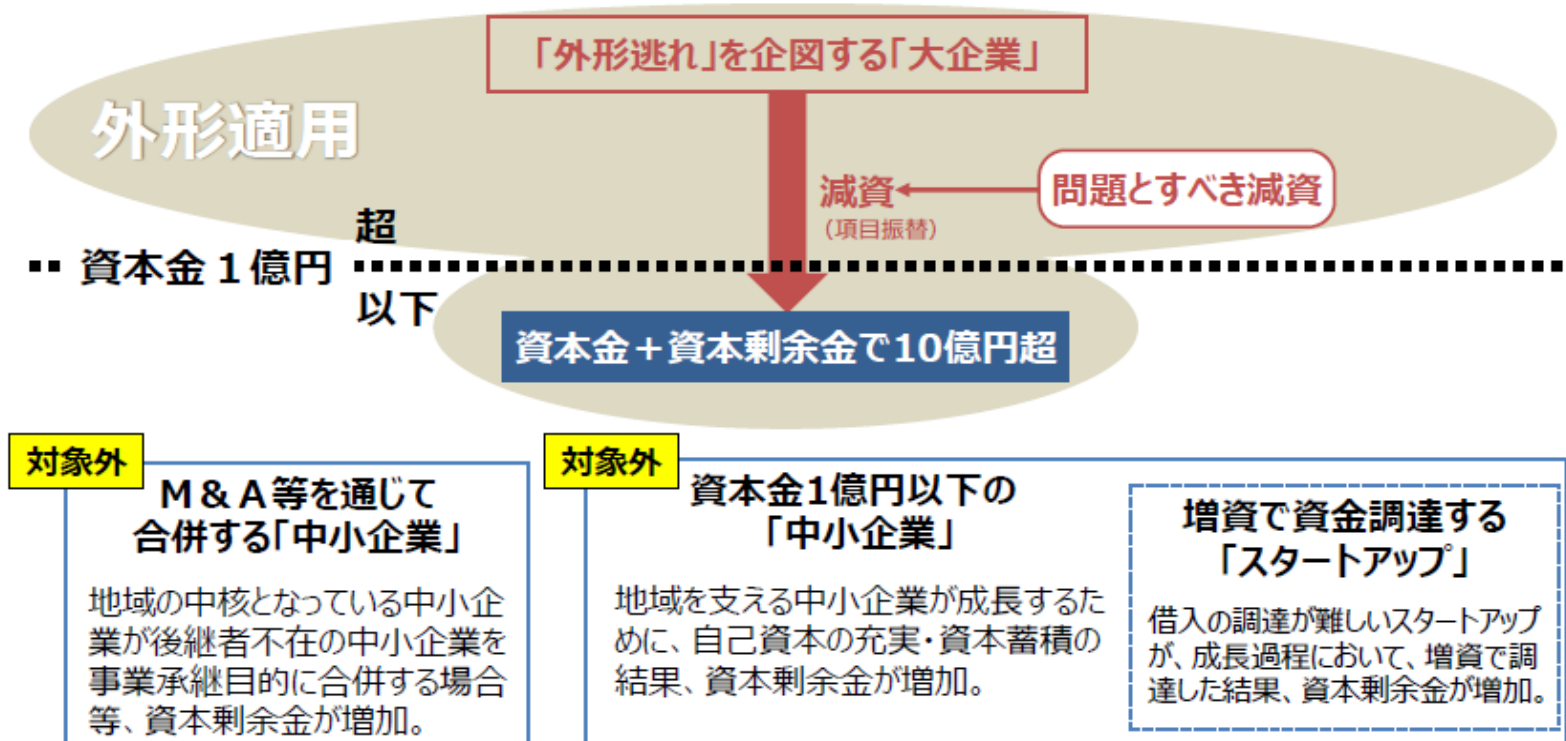 「外形逃れ」を企図する「大企業」
外形適用
減資
（項目振替）
問題とすべき減資
超
資本金１億円
以下
資本金＋資本剰余金で10億円超
対象外
Ｍ＆Ａ等を通じて
合併する「中小企業」
地域の中核となっている中小企
業が後継者不在の中小企業を
事業承継目的に合併する場合
等、資本剰余金が増加。
対象外
資本金1億円以下の
「中小企業」
地域を支える中小企業が成長するた
めに、自己資本の充実・資本蓄積の
結果、資本剰余金が増加。
増資で資金調達する
「スタートアップ」
借入の調達が難しいスタートアップ
が、成長過程において、増資で調
達した結果、資本剰余金が増加。